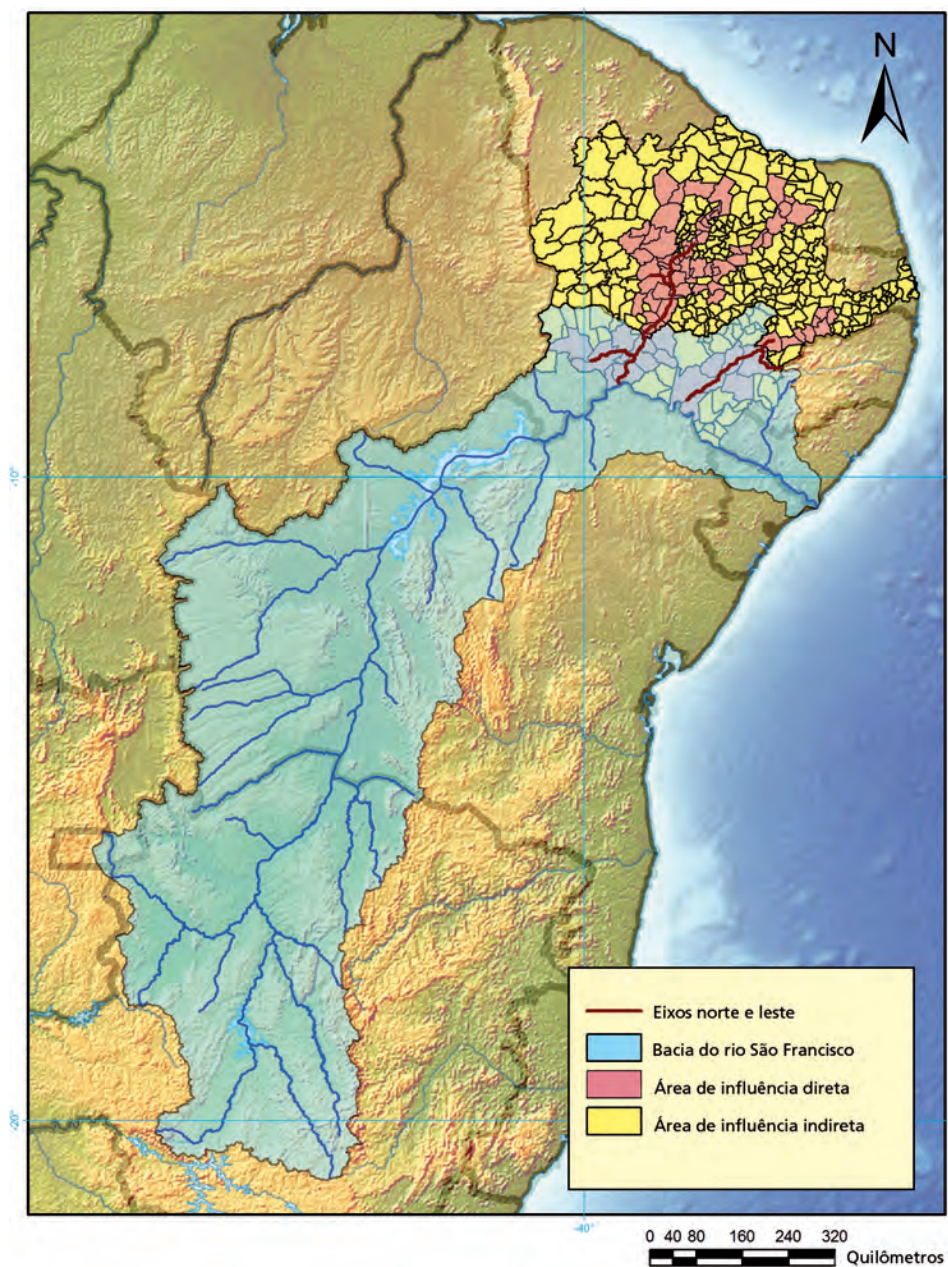 N
-10°
-20°
-40°
Eixos norte e leste
Bacia do rio São Francisco
Área de influência direta
Área de influência indireta
0 40 80 160 240 320
Quilômetros